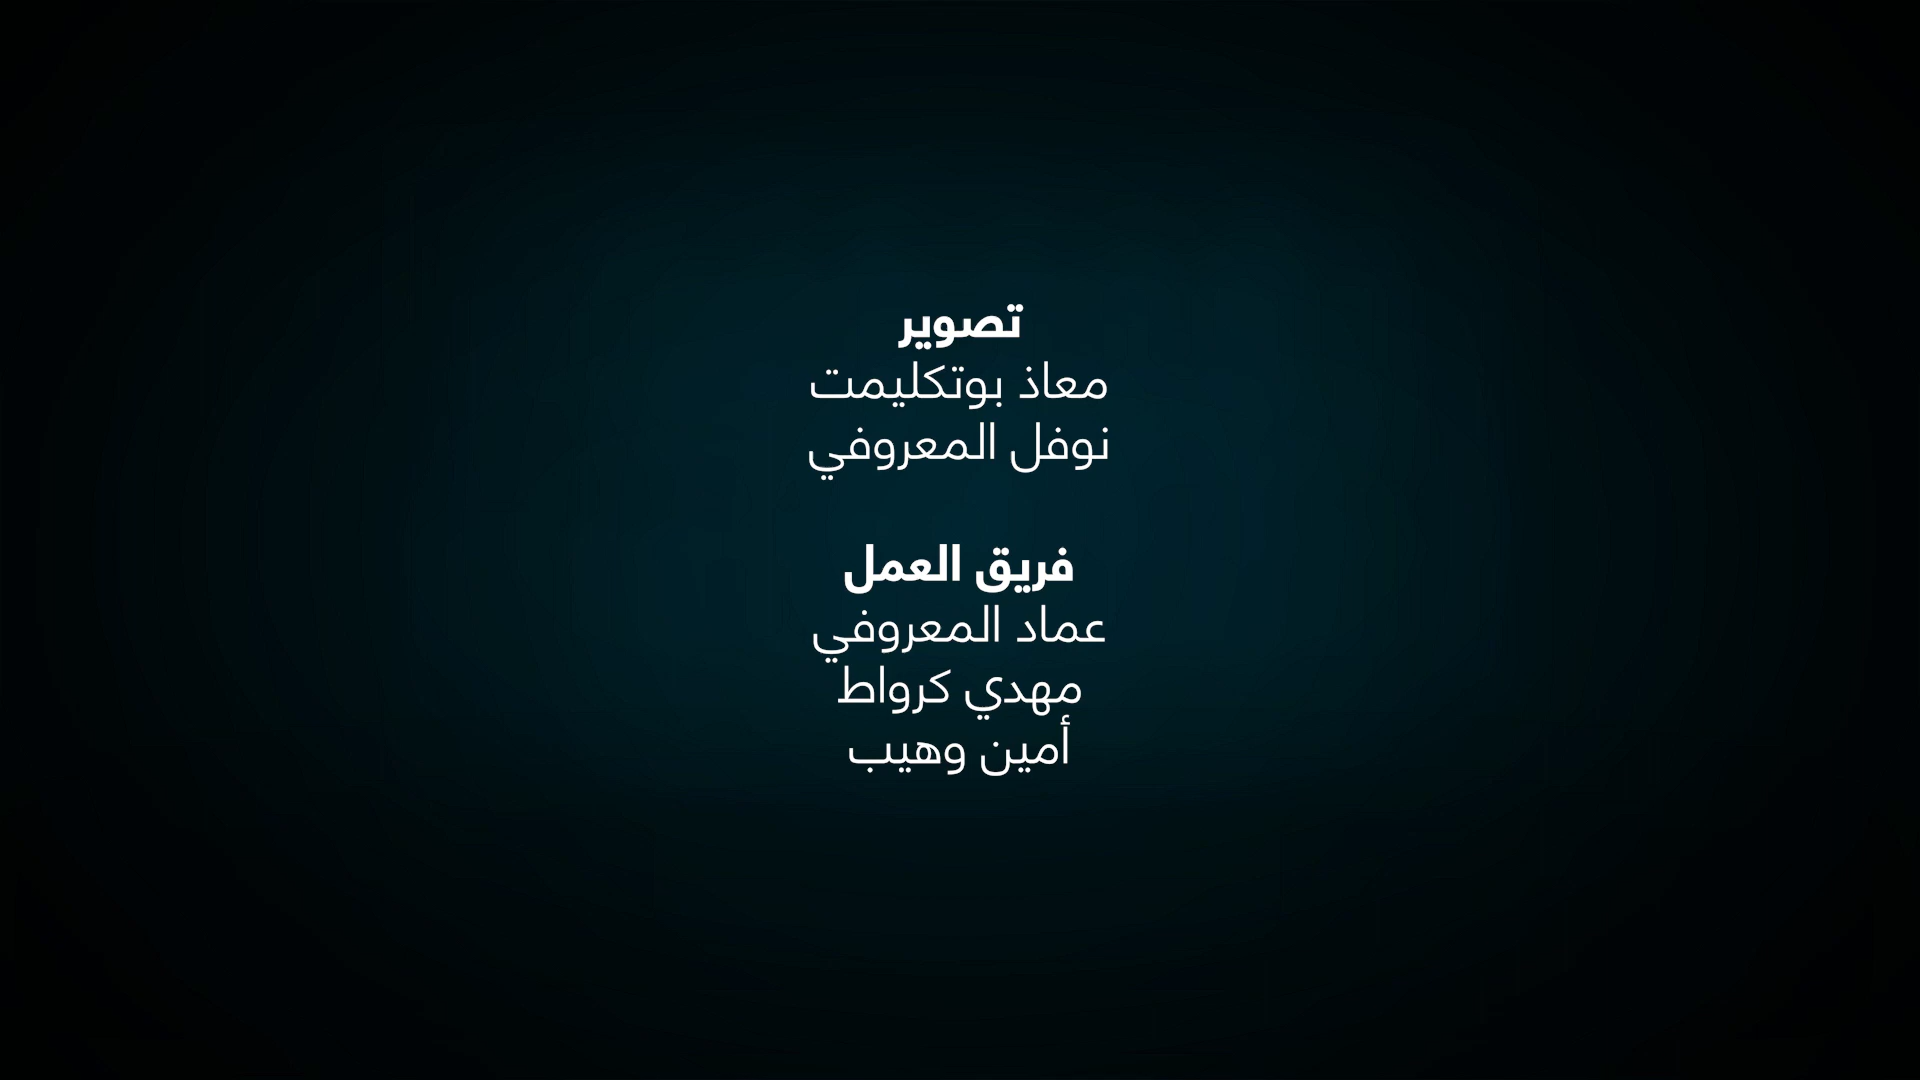 تصوير
معاذ بوتكليمت
نوفل المعروفي
فريق العمل
عماد المعروفي
مهدي كرواط
أمين وهيب